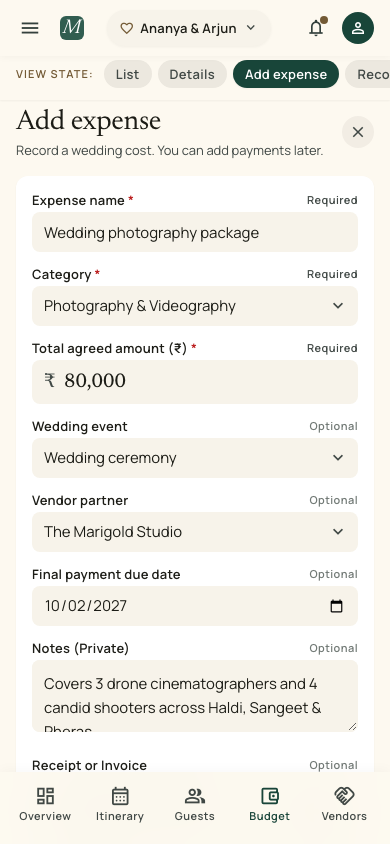 M
Ananya & Arjun
VIEW STATE:
List
Details
Add expense
Reco
Add expense
Record a wedding cost. You can add payments later.
Expense name *
Required
Wedding photography package
Category *
Required
Photography & Videography
Total agreed amount (₹) *
Required
₹ 80,000
Wedding event
Optional
Wedding ceremony
Vendor partner
Optional
The Marigold Studio
Final payment due date
Optional
10/02/2027
Notes (Private)
Optional
Covers 3 drone cinematographers and 4
candid shooters across Haldi, Sangeet &
Pheras
Receipt or Invoice
Optional
Overview
Itinerary
Guests
Budget
Vendors